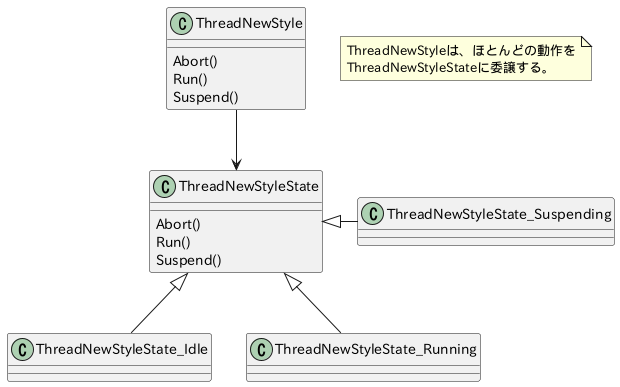 C ThreadNewStyle
Abort()
Run()
Suspend()
ThreadNewStyleは、ほとんどの動作を
ThreadNewStyleStateに委譲する。
C ThreadNewStyleState
Abort()
Run()
Suspend()
C ThreadNewStyleState_Suspending
C ThreadNewStyleState_Idle
C ThreadNewStyleState_Running